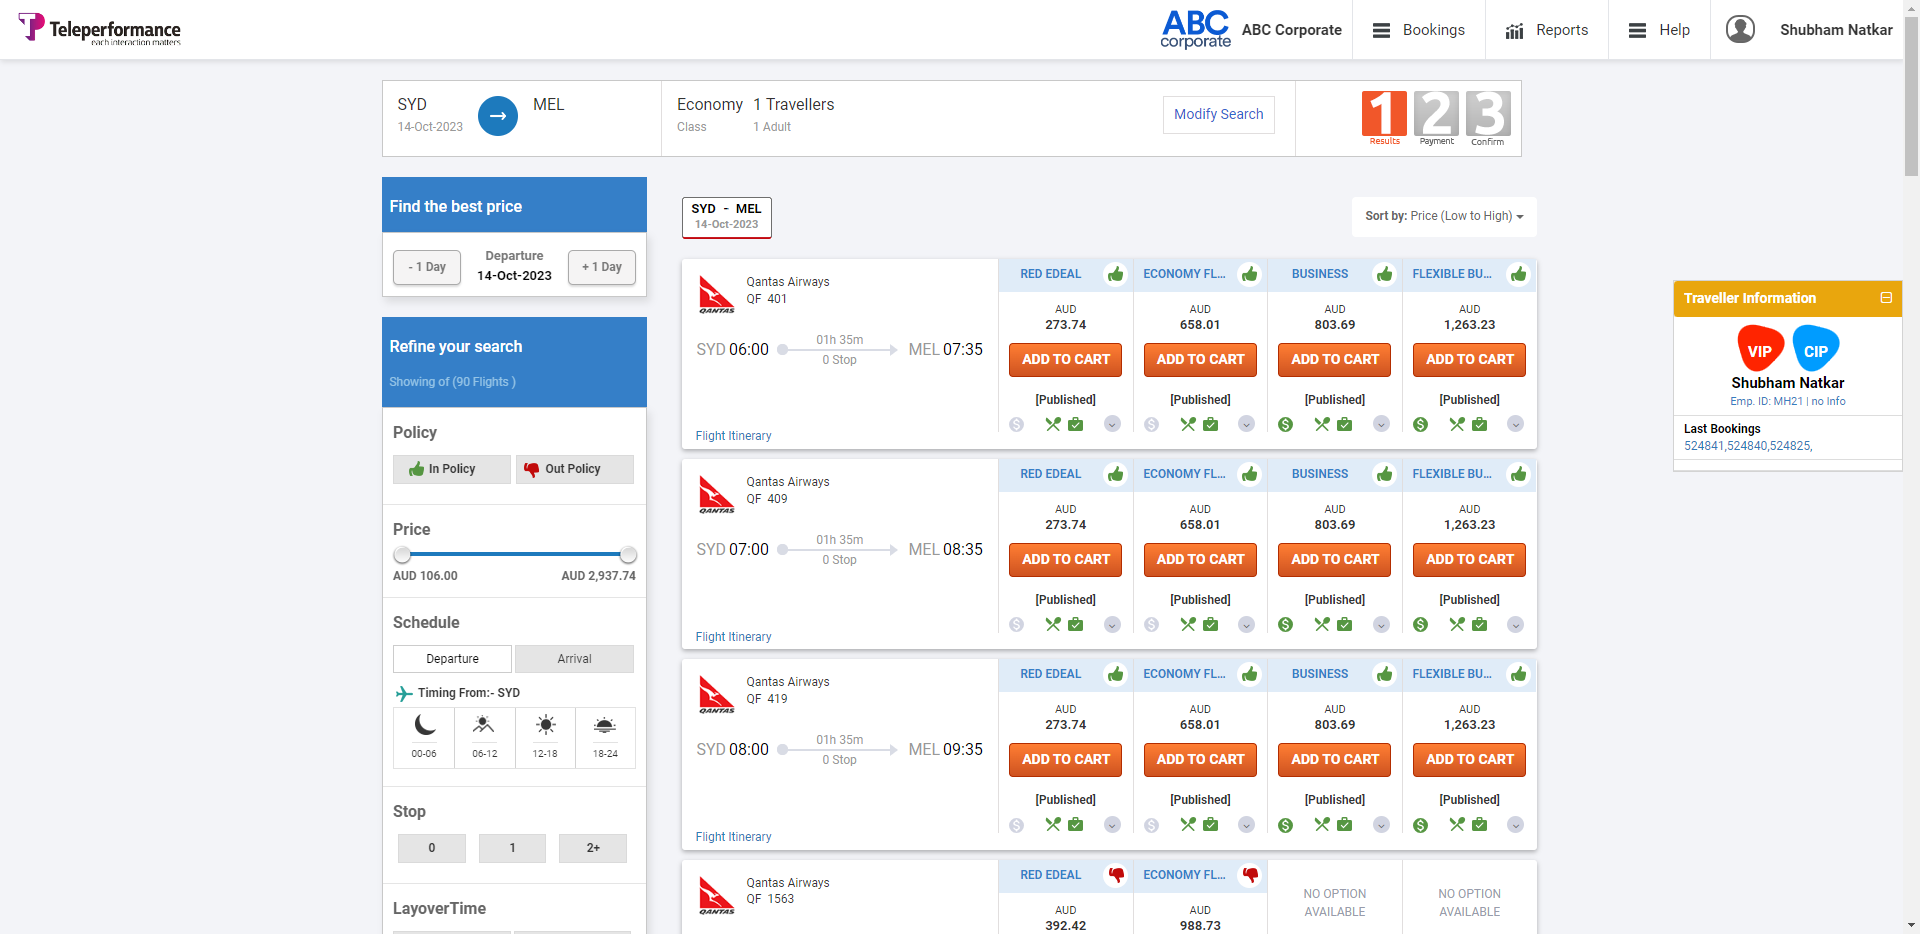 Teleperformance
each interaction matters
ABC
corporate
ABC Corporate
Bookings
Reports
Help
Shubham Natkar
SYD
14-Oct-2023
MEL
Economy
Class
1 Travellers
1 Adult
Modify Search
1
Results
2
Payment
3
Confirm
Find the best price
- 1 Day
Departure
14-Oct-2023
+ 1 Day
Refine your search
Showing of (90 Flights )
Policy
In Policy
Out Policy
Price
AUD 106.00
AUD 2,937.74
Schedule
Departure
Arrival
Timing From:- SYD
00-06
06-12
12-18
18-24
Stop
0
1
2+
LayoverTime
SYD - MEL
14-Oct-2023
Sort by: Price (Low to High)
QANTAS
Qantas Airways
QF 401
SYD 06:00
01h 35m
0 Stop
MEL 07:35
Flight Itinerary
RED EDEAL
AUD
273.74
ADD TO CART
[Published]
ECONOMY FL...
AUD
658.01
ADD TO CART
[Published]
BUSINESS
AUD
803.69
ADD TO CART
[Published]
FLEXIBLE BU...
AUD
1,263.23
ADD TO CART
[Published]
QANTAS
Qantas Airways
QF 409
SYD 07:00
01h 35m
0 Stop
MEL 08:35
Flight Itinerary
RED EDEAL
AUD
273.74
ADD TO CART
[Published]
ECONOMY FL...
AUD
658.01
ADD TO CART
[Published]
BUSINESS
AUD
803.69
ADD TO CART
[Published]
FLEXIBLE BU...
AUD
1,263.23
ADD TO CART
[Published]
QANTAS
Qantas Airways
QF 419
SYD 08:00
01h 35m
0 Stop
MEL 09:35
Flight Itinerary
RED EDEAL
AUD
273.74
ADD TO CART
[Published]
ECONOMY FL...
AUD
658.01
ADD TO CART
[Published]
BUSINESS
AUD
803.69
ADD TO CART
[Published]
FLEXIBLE BU...
AUD
1,263.23
ADD TO CART
[Published]
QANTAS
Qantas Airways
QF 1563
RED EDEAL
AUD
392.42
ECONOMY FL...
AUD
988.73
NO OPTION
AVAILABLE
NO OPTION
AVAILABLE
Traveller Information
VIP
CIP
Shubham Natkar
Emp. ID: MH21 | no Info
Last Bookings
524841,524840,524825,